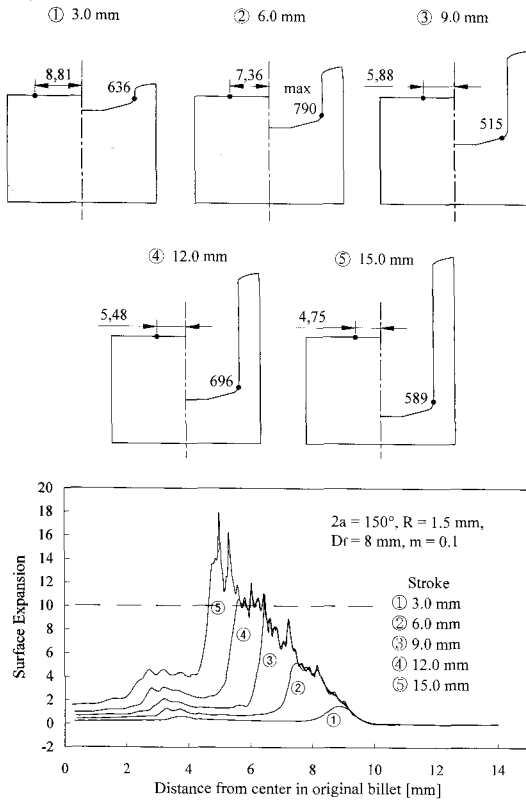 ① 3.0 mm
② 6.0 mm
③ 9.0 mm
8,81
636
7,36
max
790
5,88
515
④ 12.0 mm
⑤ 15.0 mm
5,48
696
4,75
589
20
18
16
14
12
10
8
6
4
2
0
-2
Surface Expansion
2a = 150°, R = 1.5 mm,
Df = 8 mm, m = 0.1
Stroke
① 3.0 mm
② 6.0 mm
③ 9.0 mm
④ 12.0 mm
⑤ 15.0 mm
⑤
④
③
②
①
0 2 4 6 8 10 12 14
Distance from center in original billet [mm]